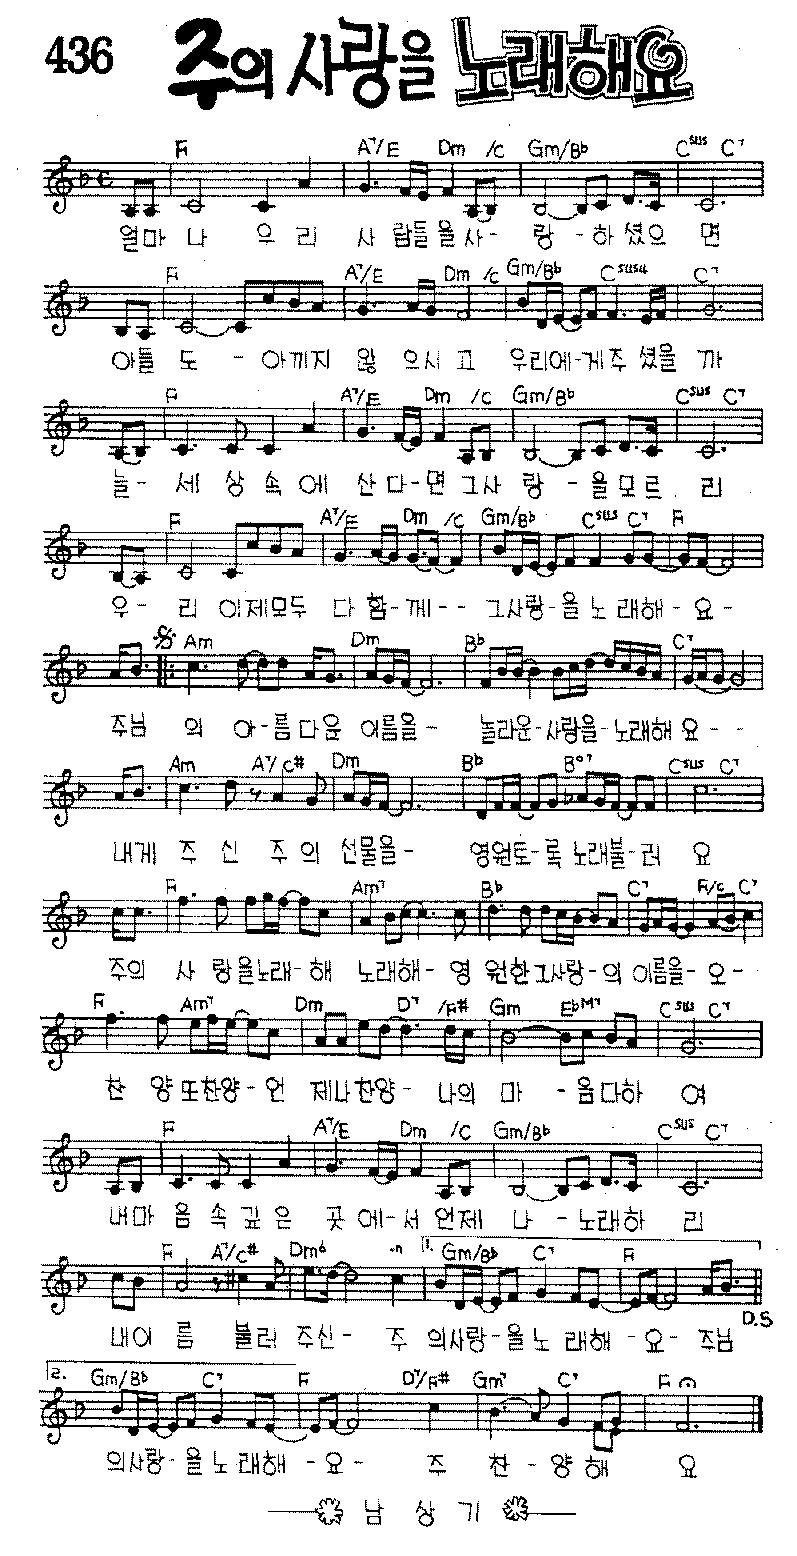 436 주의 사랑을 노래해요
F A7/E Dm /C Gm/Bb Csus C7
얼마 나 우 리 사 람들을사- 랑 -하 셨으 면
F A7/E Dm /C Gm/Bb Csus4 C7
아들 도 - 아끼지 않 으시 고 우리에-게주 셨을 까
F A7/E Dm /C Gm/Bb Csus C7
늘- 세 상 속 에 산 다-면 그사 랑 -을모르 리
F A7/E Dm /C Gm/Bb Csus C7 F
우- 리 이제모두 다 함-께-- 그사랑-을 노 래해-요-
Am Dm Bb C7
주님 의 아-름다운 이름을- 놀라운-사랑을-노래해 요--
Am A7/C# Dm Bb B°7 Csus C7
내게 주 신 주의 선물을- 영원토-록 노래불-러 요
F Am7 Bb C7 F/C C7
주의 사 랑을노래-해 노래해-영 원한그사랑-의 이름을-오-
F Am7 Dm D7 /F# Gm EbM7 Csus C7
찬 양 또찬양-언 제나찬양- 나의 마 -음다하 여
F A7/E Dm /C Gm/Bb Csus C7
내마 음 속 깊 은 곳 에-서 언제 나 -노래하 리
F A7/C# Dm6 1. Gm/Bb C7 F
내이 름 불러 주신- 주 의사랑-을 노 래해-요-주님
D.S
2. Gm/Bb C7 F D7/F# Gm7 C7 F
의사랑-을 노 래해 -요- 주 찬 -양해 요
남 상 기